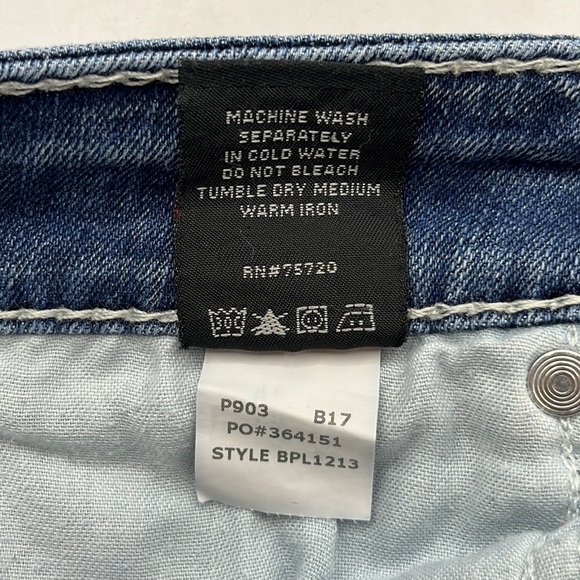 MACHINE WASH
SEPARATELY
IN COLD WATER
DO NOT BLEACH
TUMBLE DRY MEDIUM
WARM IRON
RN#75720
P903 B17
PO#364151
STYLE BPL1213